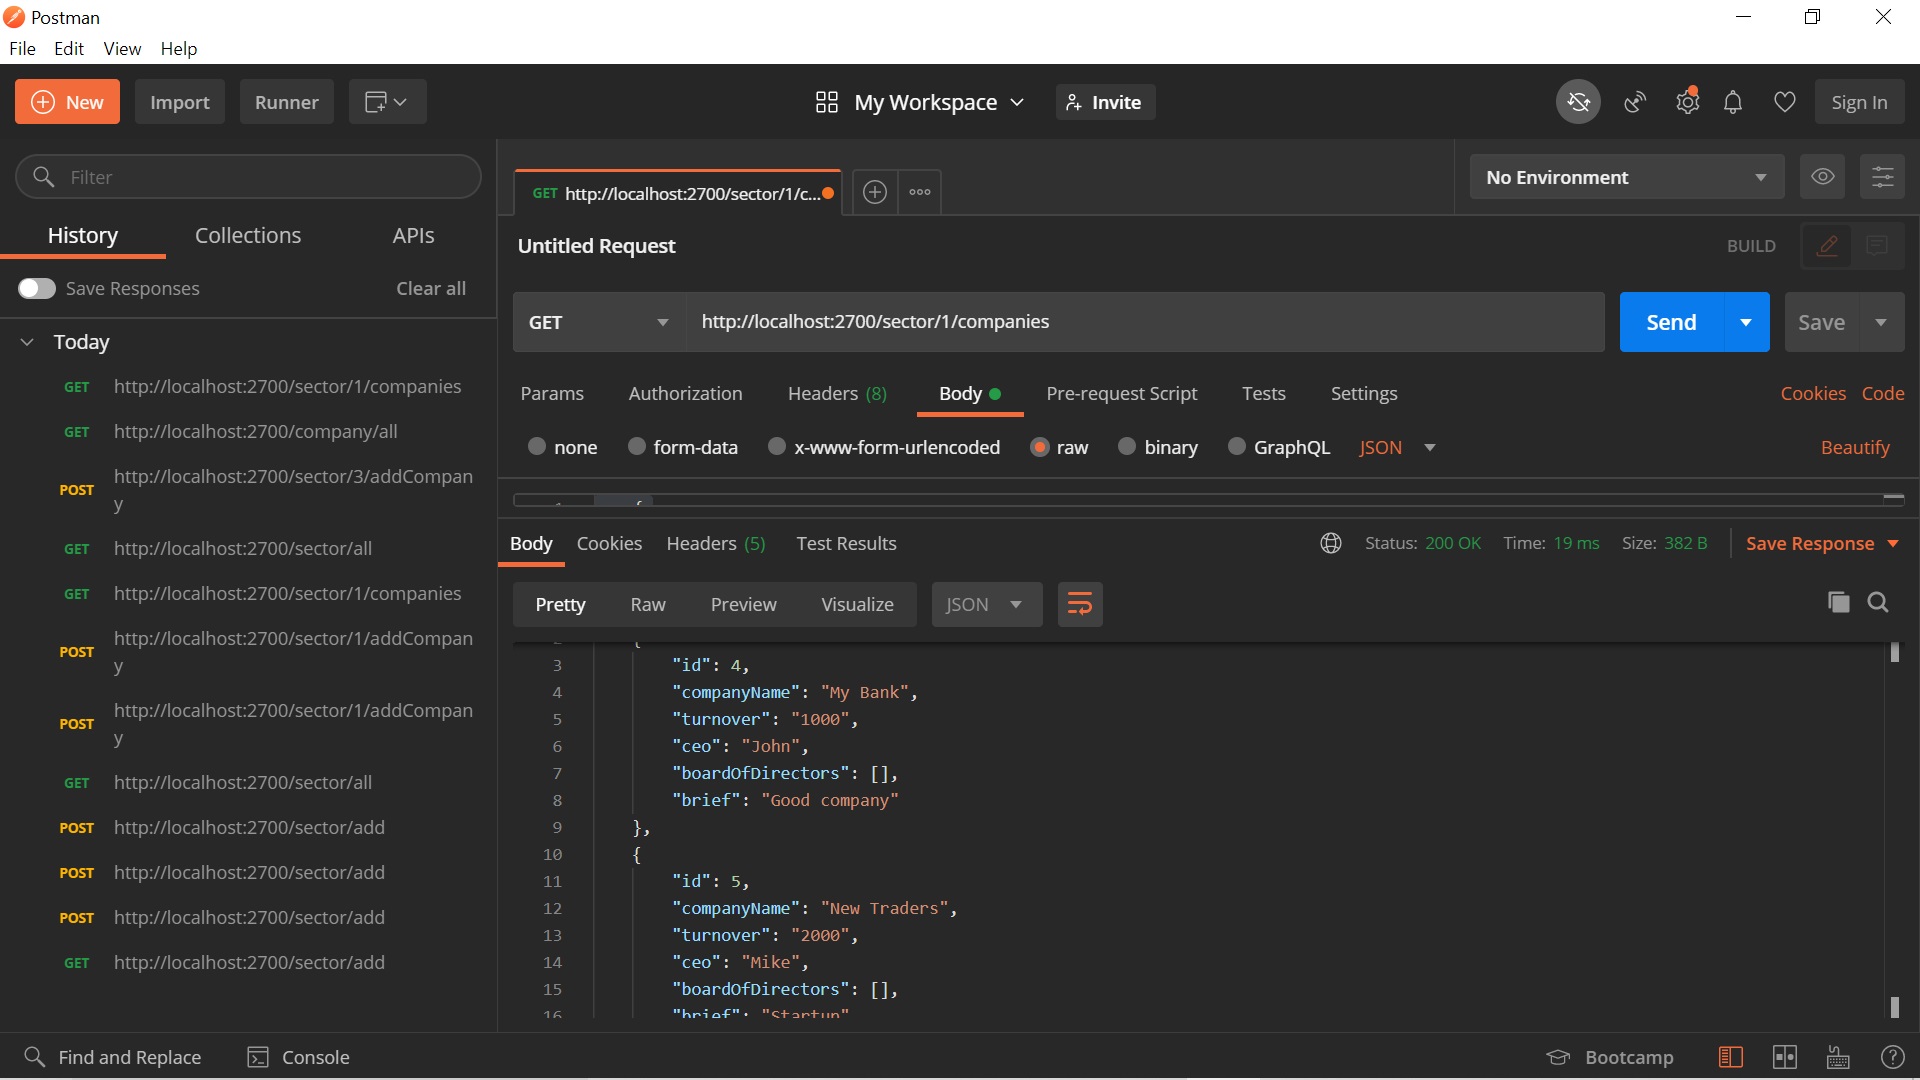 Postman
File Edit View Help
New Import Runner My Workspace Invite Sign In
Filter
GET http://localhost:2700/sector/1/c...
No Environment
History Collections APIs
Untitled Request
BUILD
Save Responses Clear all
GET http://localhost:2700/sector/1/companies Send Save
Today
GET http://localhost:2700/sector/1/companies
GET http://localhost:2700/company/all
POST http://localhost:2700/sector/3/addCompan
y
GET http://localhost:2700/sector/all
GET http://localhost:2700/sector/1/companies
POST http://localhost:2700/sector/1/addCompan
y
POST http://localhost:2700/sector/1/addCompan
y
GET http://localhost:2700/sector/all
POST http://localhost:2700/sector/add
POST http://localhost:2700/sector/add
POST http://localhost:2700/sector/add
GET http://localhost:2700/sector/add
Params Authorization Headers (8) Body Pre-request Script Tests Settings Cookies Code
none form-data x-www-form-urlencoded raw binary GraphQL JSON Beautify
Body Cookies Headers (5) Test Results Status: 200 OK Time: 19 ms Size: 382 B Save Response
Pretty Raw Preview Visualize JSON
3 "id": 4,
4 "companyName": "My Bank",
5 "turnover": "1000",
6 "ceo": "John",
7 "boardOfDirectors": [],
8 "brief": "Good company"
9 },
10 {
11 "id": 5,
12 "companyName": "New Traders",
13 "turnover": "2000",
14 "ceo": "Mike",
15 "boardOfDirectors": [],
16 "brief": "Startup"
Find and Replace Console Bootcamp